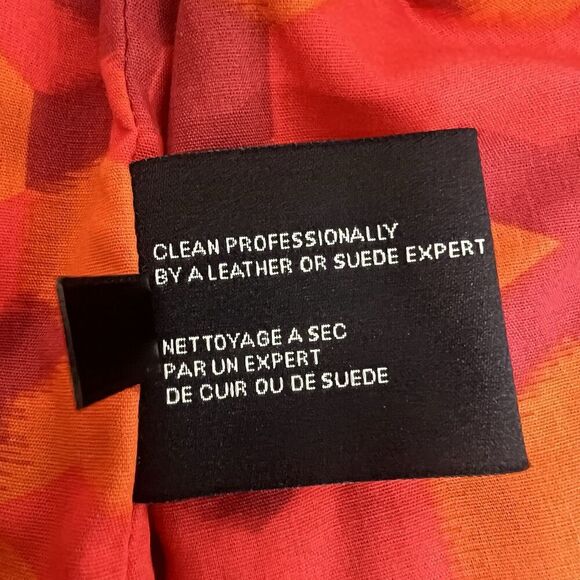 CLEAN PROFESSIONALLY
BY A LEATHER OR SUEDE EXPERT
NETTOYAGE A SEC
PAR UN EXPERT
DE CUIR OU DE SUEDE